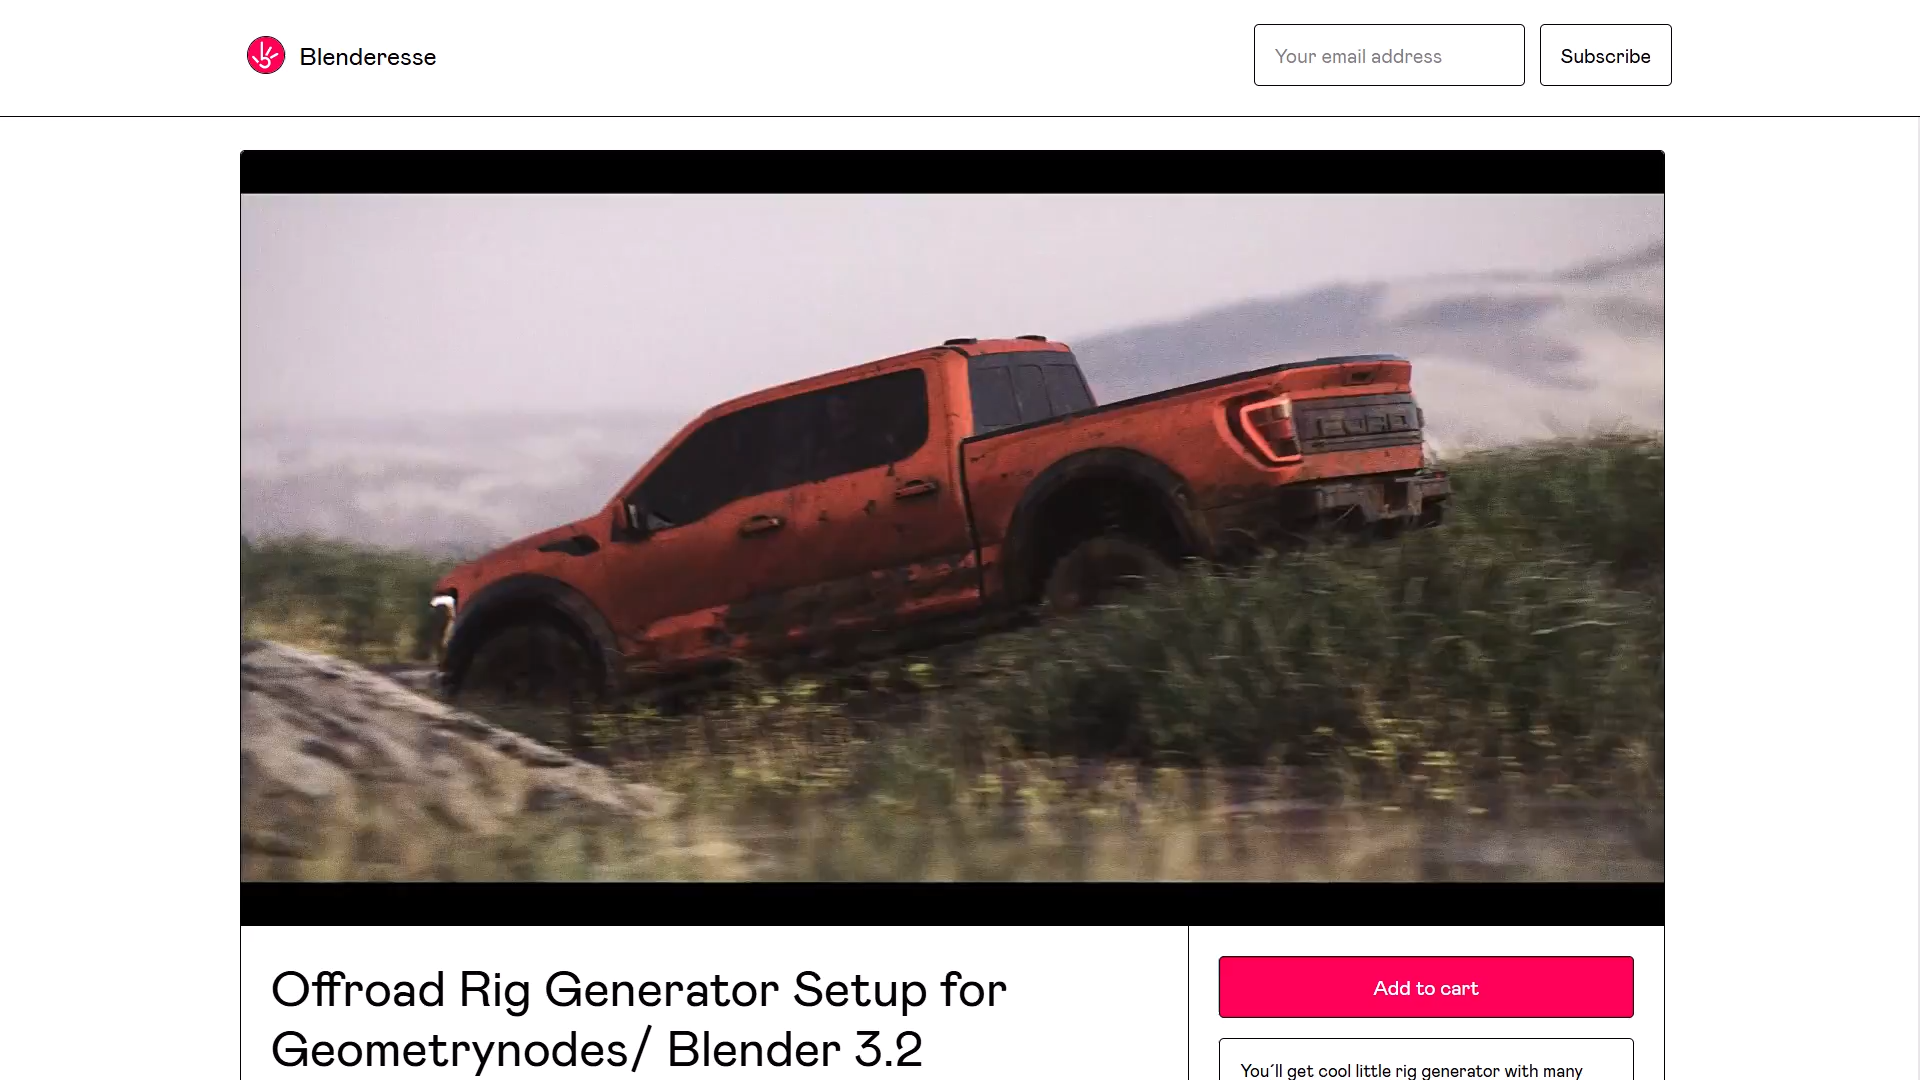 Blenderesse
Your email address
Subscribe
FORD
Offroad Rig Generator Setup for
Geometrynodes/ Blender 3.2
Add to cart
You´ll get cool little rig generator with many